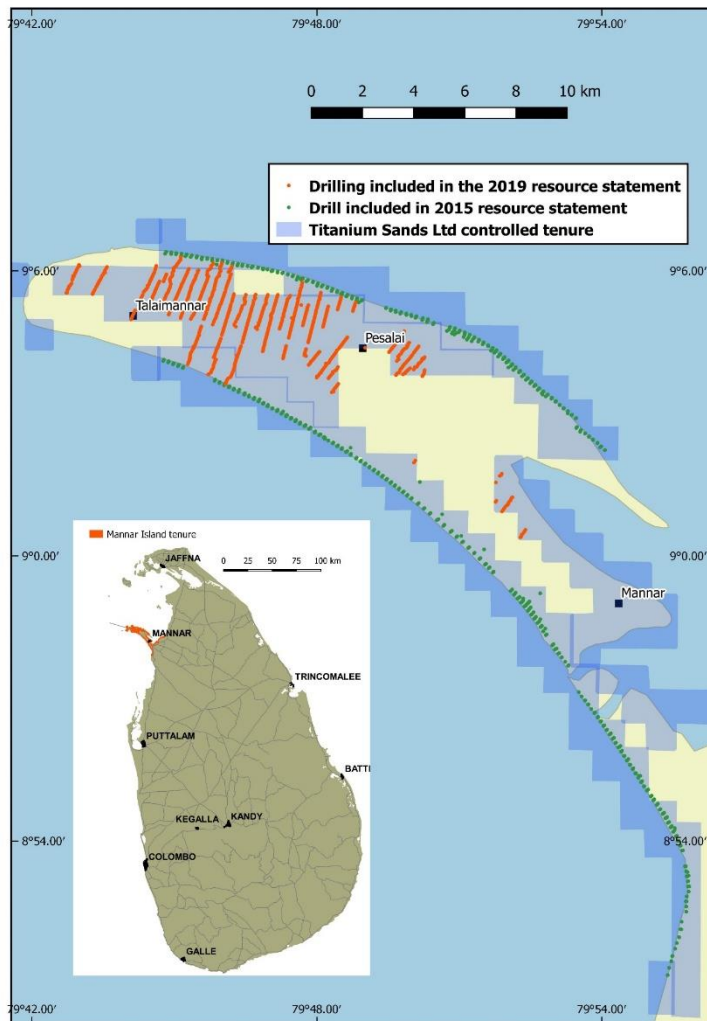 79°42.00′ 79°48.00′ 79°54.00′
0 2 4 6 8 10 km
Drilling included in the 2019 resource statement
Drill included in 2015 resource statement
Titanium Sands Ltd controlled tenure
9°6.00′ 9°6.00′
Talaimannar
Pesalai
9°0.00′ 9°0.00′
Mannar
Mannar Island tenure
0 25 50 75 100 km
JAFFNA
MANNAR
TRINCOMALEE
PUTTALAM
BATTI
KEGALLA
KANDY
COLOMBO
GALLE
8°54.00′ 8°54.00′
79°42.00′ 79°48.00′ 79°54.00′